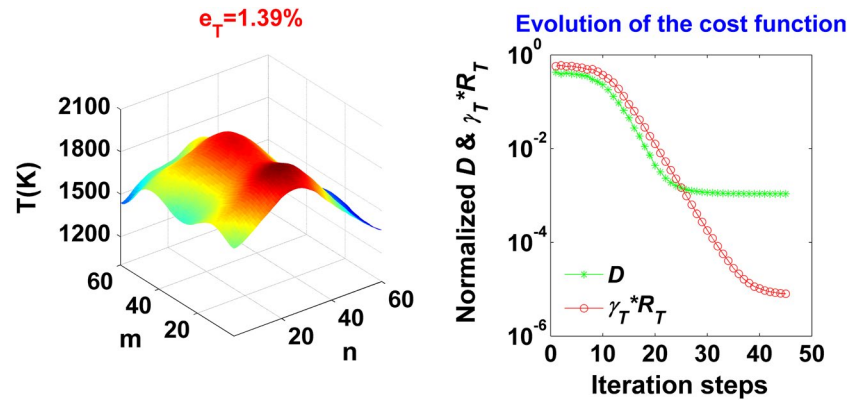 e_T=1.39%
T(K)
2100
1800
1500
1200
60
40
20
m
20
40
60
n
Evolution of the cost function
Normalized D & γ_T*R_T
10^0
10^-2
10^-4
10^-6
D
γ_T*R_T
0
10
20
30
40
50
Iteration steps